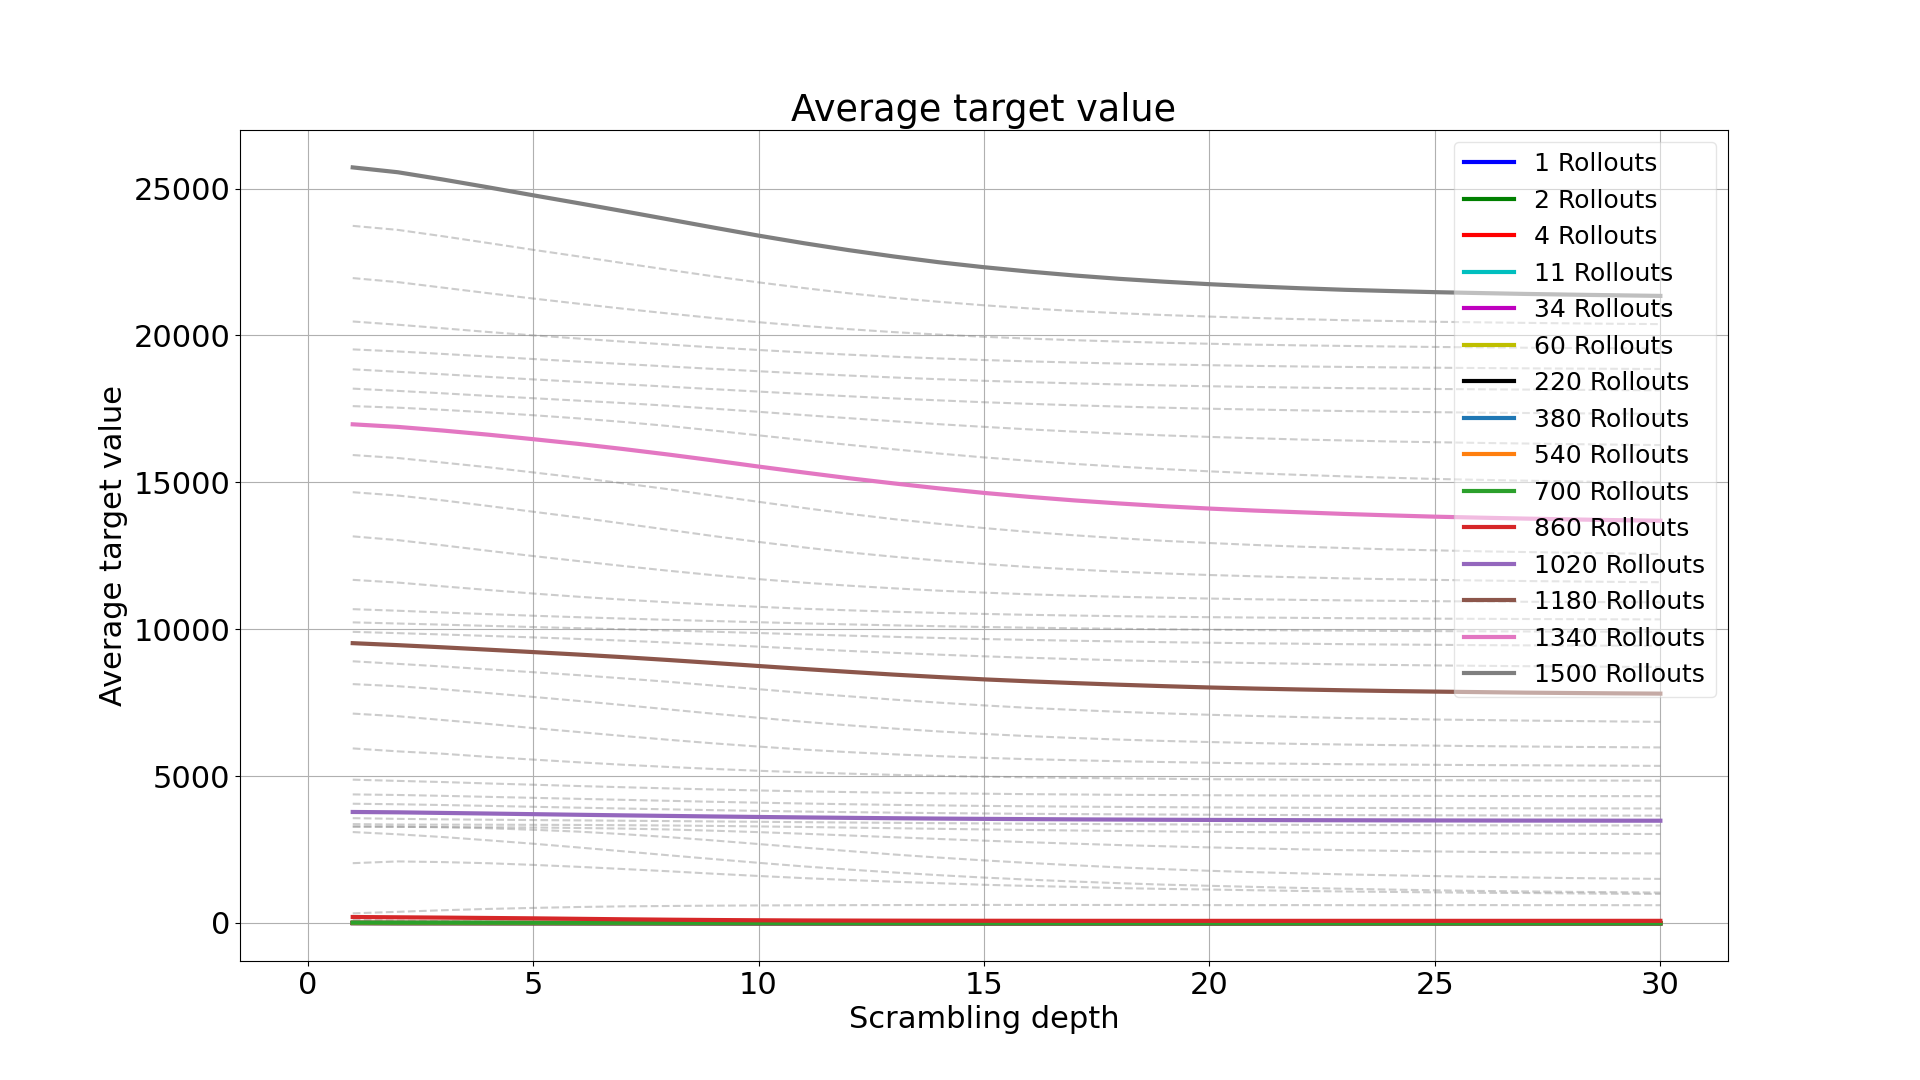 Average target value
Average target value
25000
20000
15000
10000
5000
0
0 5 10 15 20 25 30
Scrambling depth
1 Rollouts
2 Rollouts
4 Rollouts
11 Rollouts
34 Rollouts
60 Rollouts
220 Rollouts
380 Rollouts
540 Rollouts
700 Rollouts
860 Rollouts
1020 Rollouts
1180 Rollouts
1340 Rollouts
1500 Rollouts